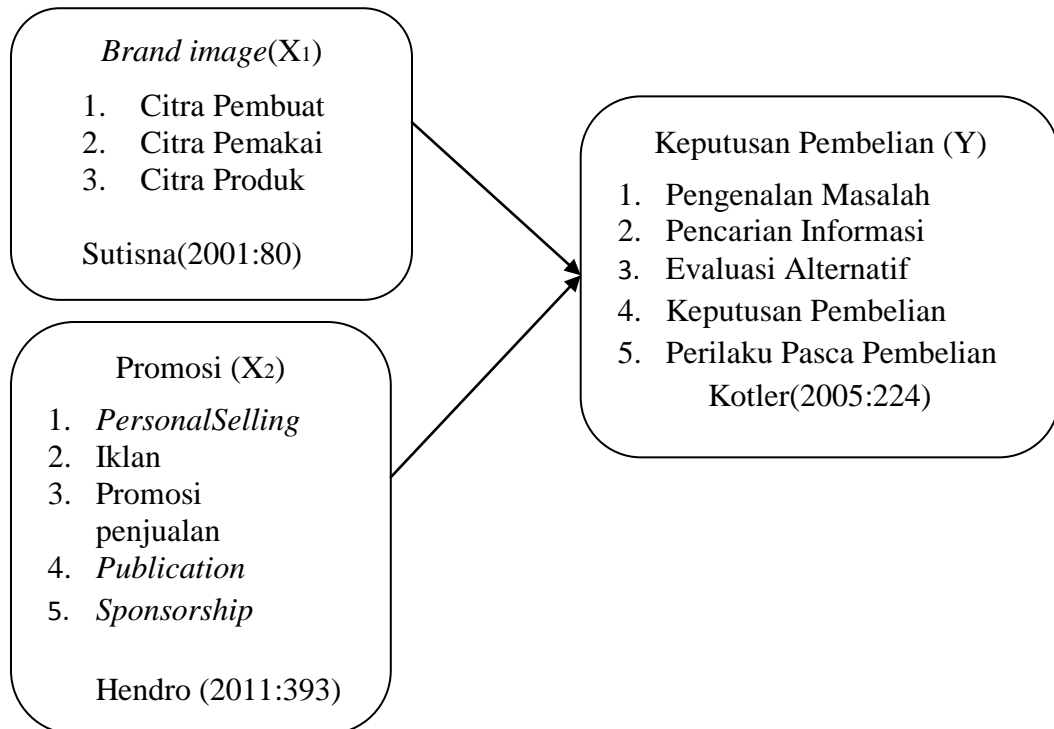 Brand image(X1)
1. Citra Pembuat
2. Citra Pemakai
3. Citra Produk
Sutisna(2001:80)
Promosi (X2)
1. PersonalSelling
2. Iklan
3. Promosi
penjualan
4. Publication
5. Sponsorship
Hendro (2011:393)
Keputusan Pembelian (Y)
1. Pengenalan Masalah
2. Pencarian Informasi
3. Evaluasi Alternatif
4. Keputusan Pembelian
5. Perilaku Pasca Pembelian
Kotler(2005:224)